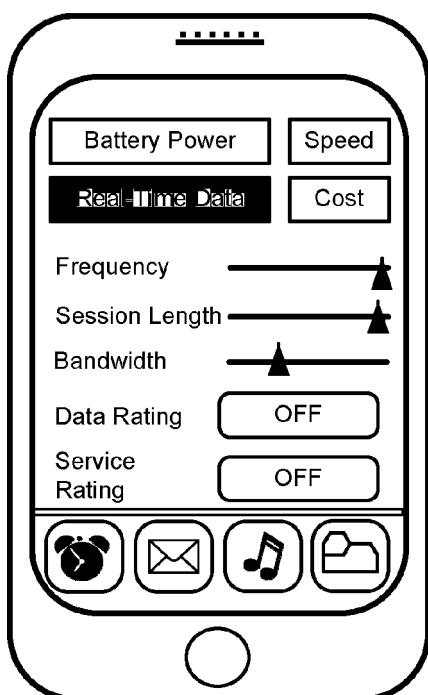 Battery Power Speed
Real-Time Data Cost
Frequency
Session Length
Bandwidth
Data Rating OFF
Service
Rating OFF